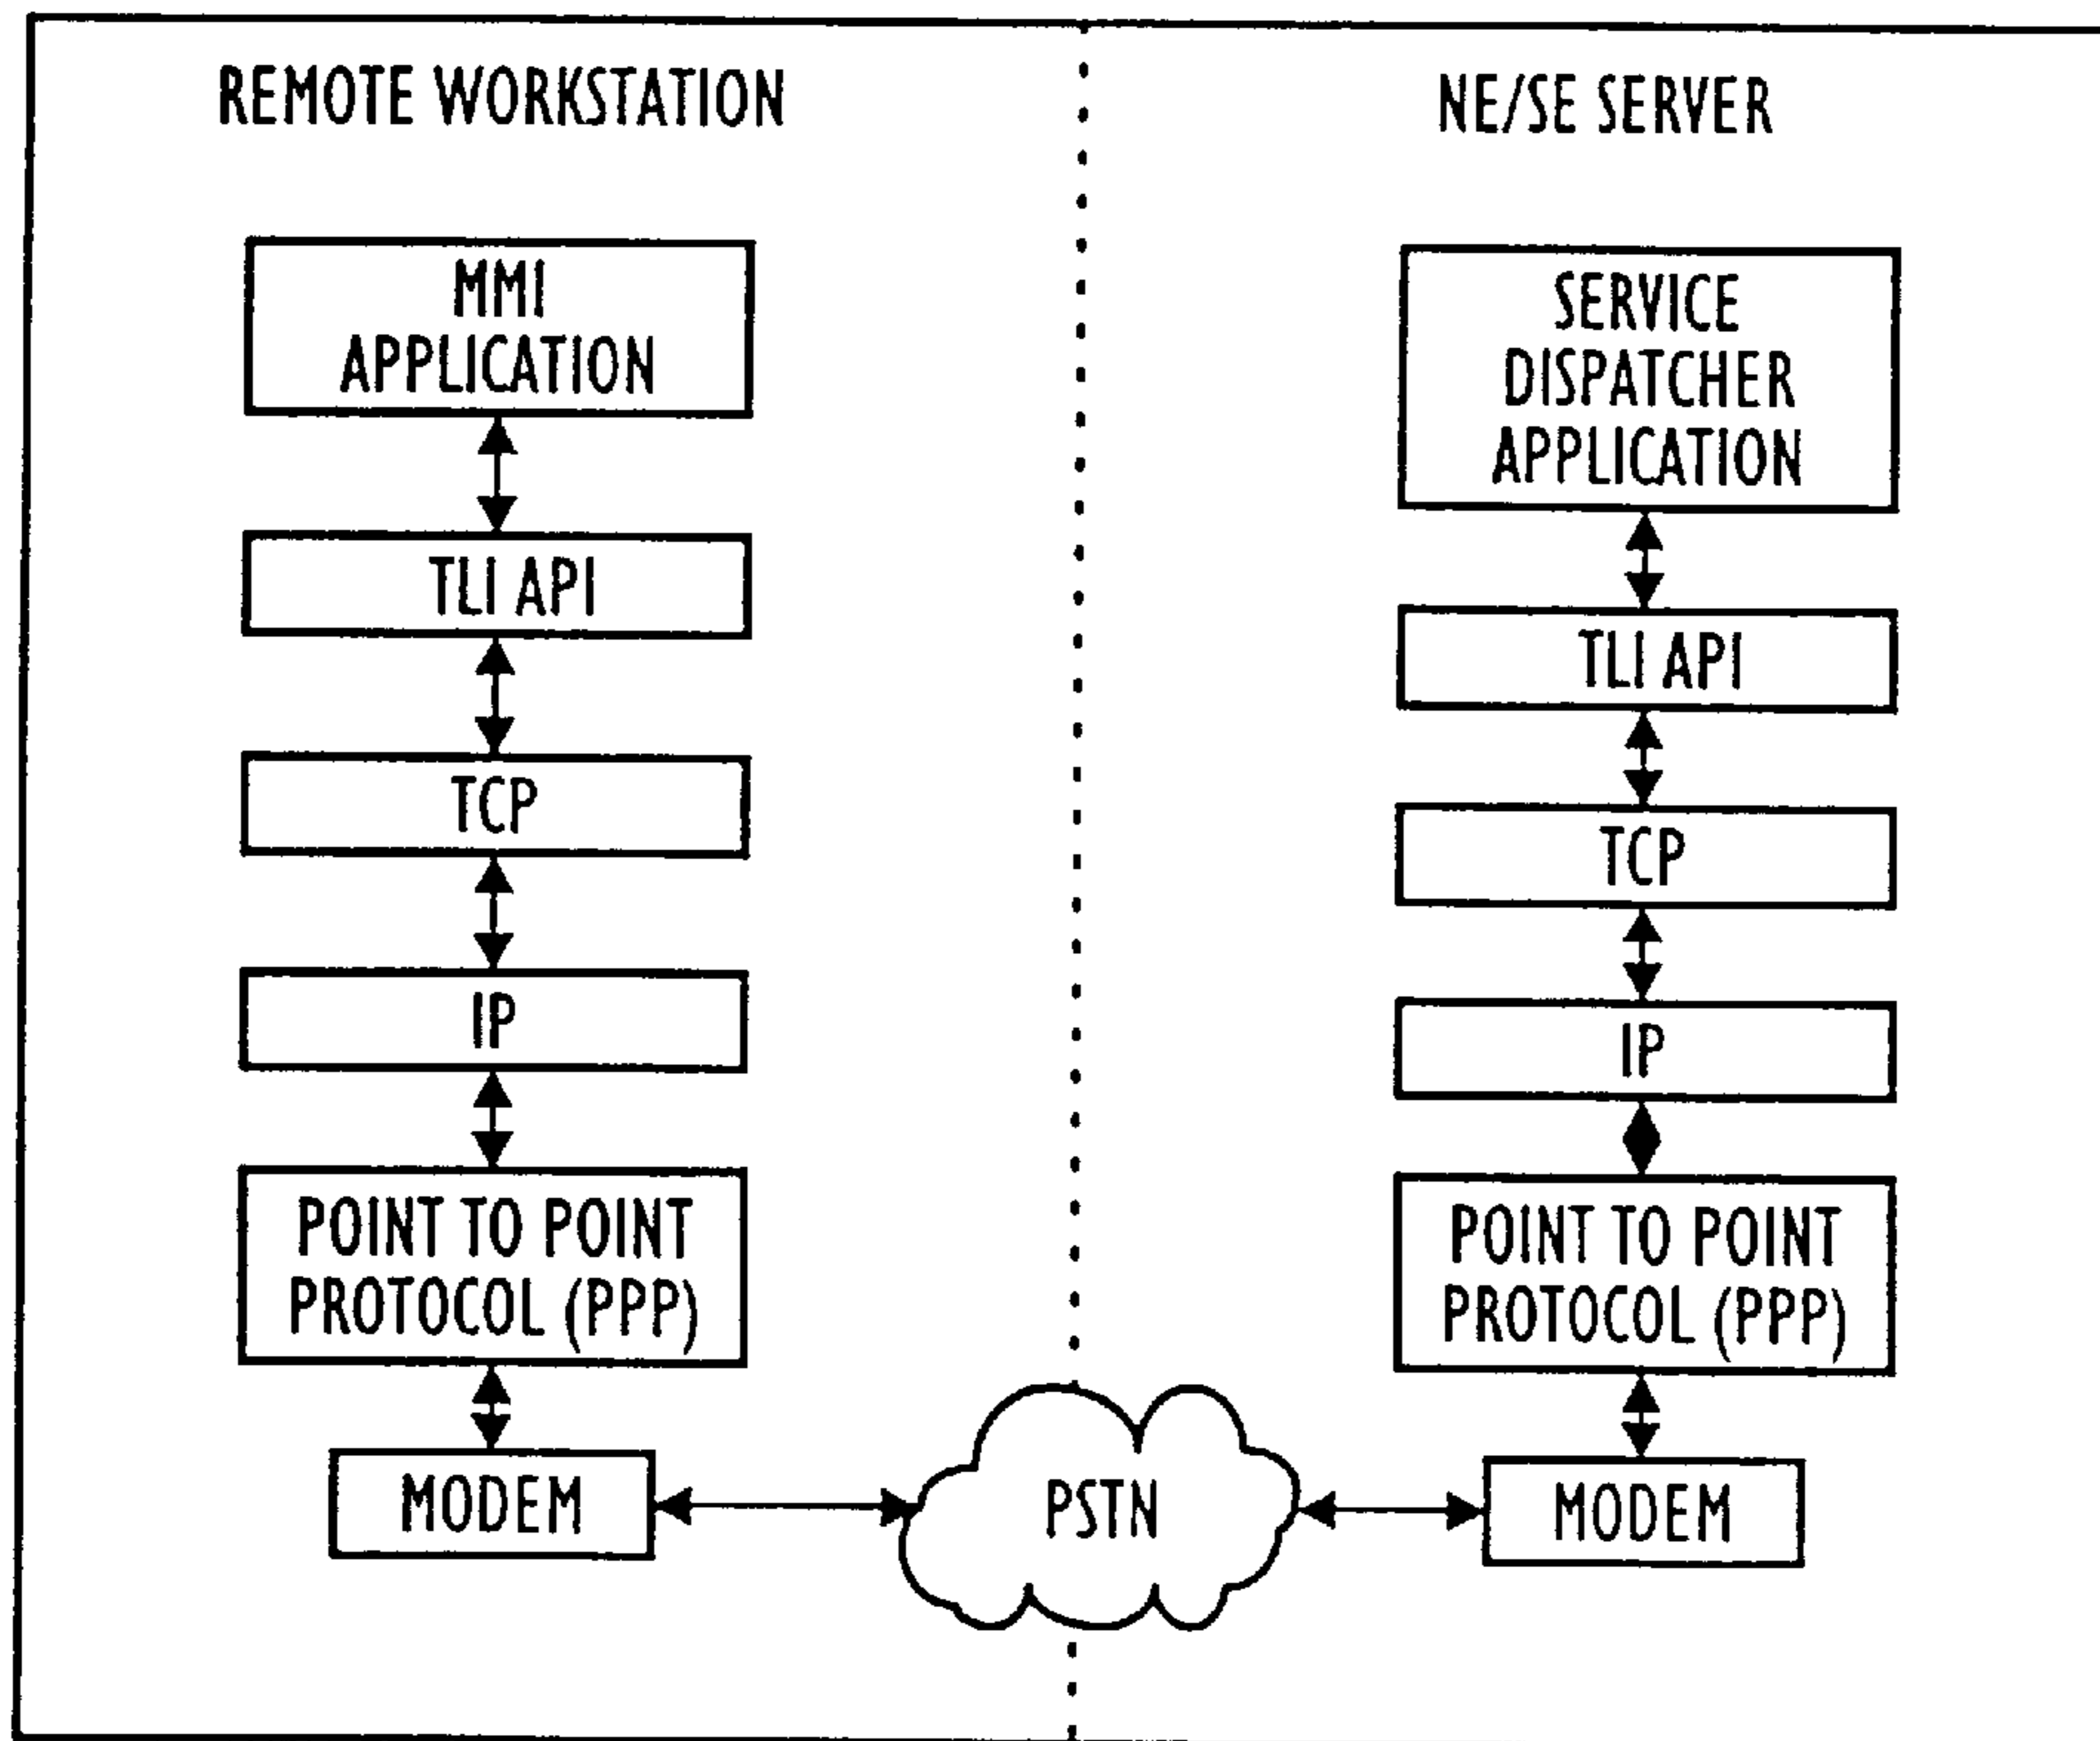 REMOTE WORKSTATION
MMI
APPLICATION
TLI API
TCP
IP
POINT TO POINT
PROTOCOL (PPP)
MODEM
PSTN
NE/SE SERVER
SERVICE
DISPATCHER
APPLICATION
TLI API
TCP
IP
POINT TO POINT
PROTOCOL (PPP)
MODEM